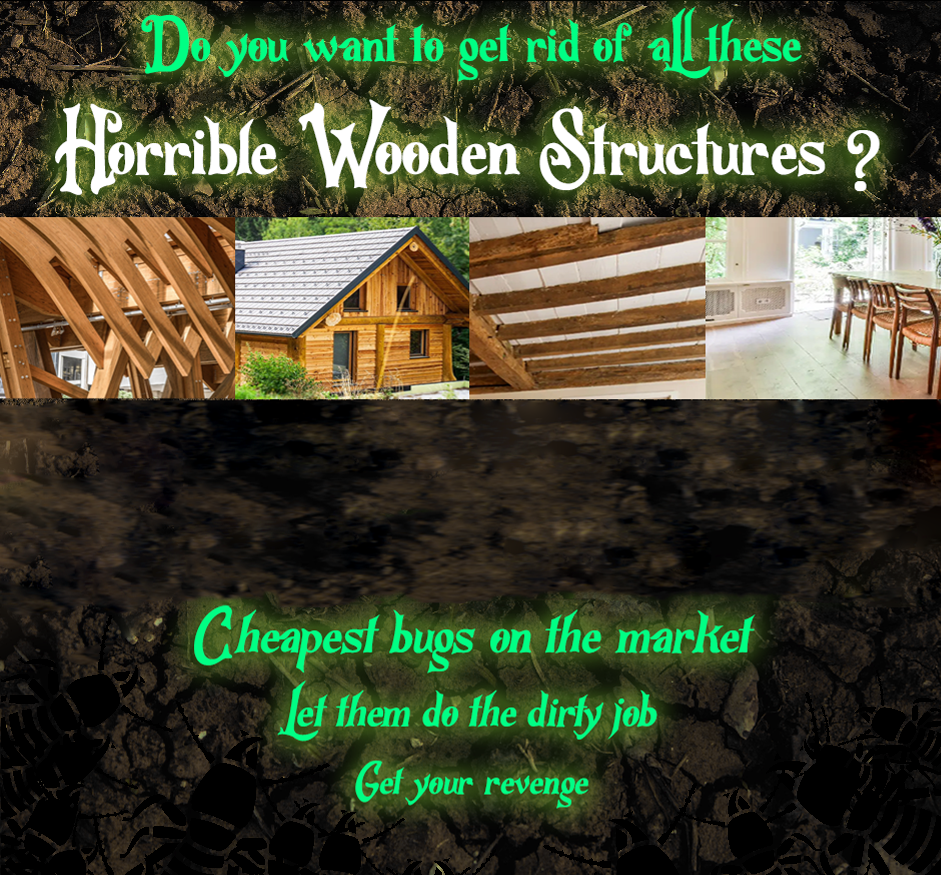 Do you want to get rid of all these
Horrible Wooden Structures ?
Cheapest bugs on the market
Let them do the dirty job
Get your revenge